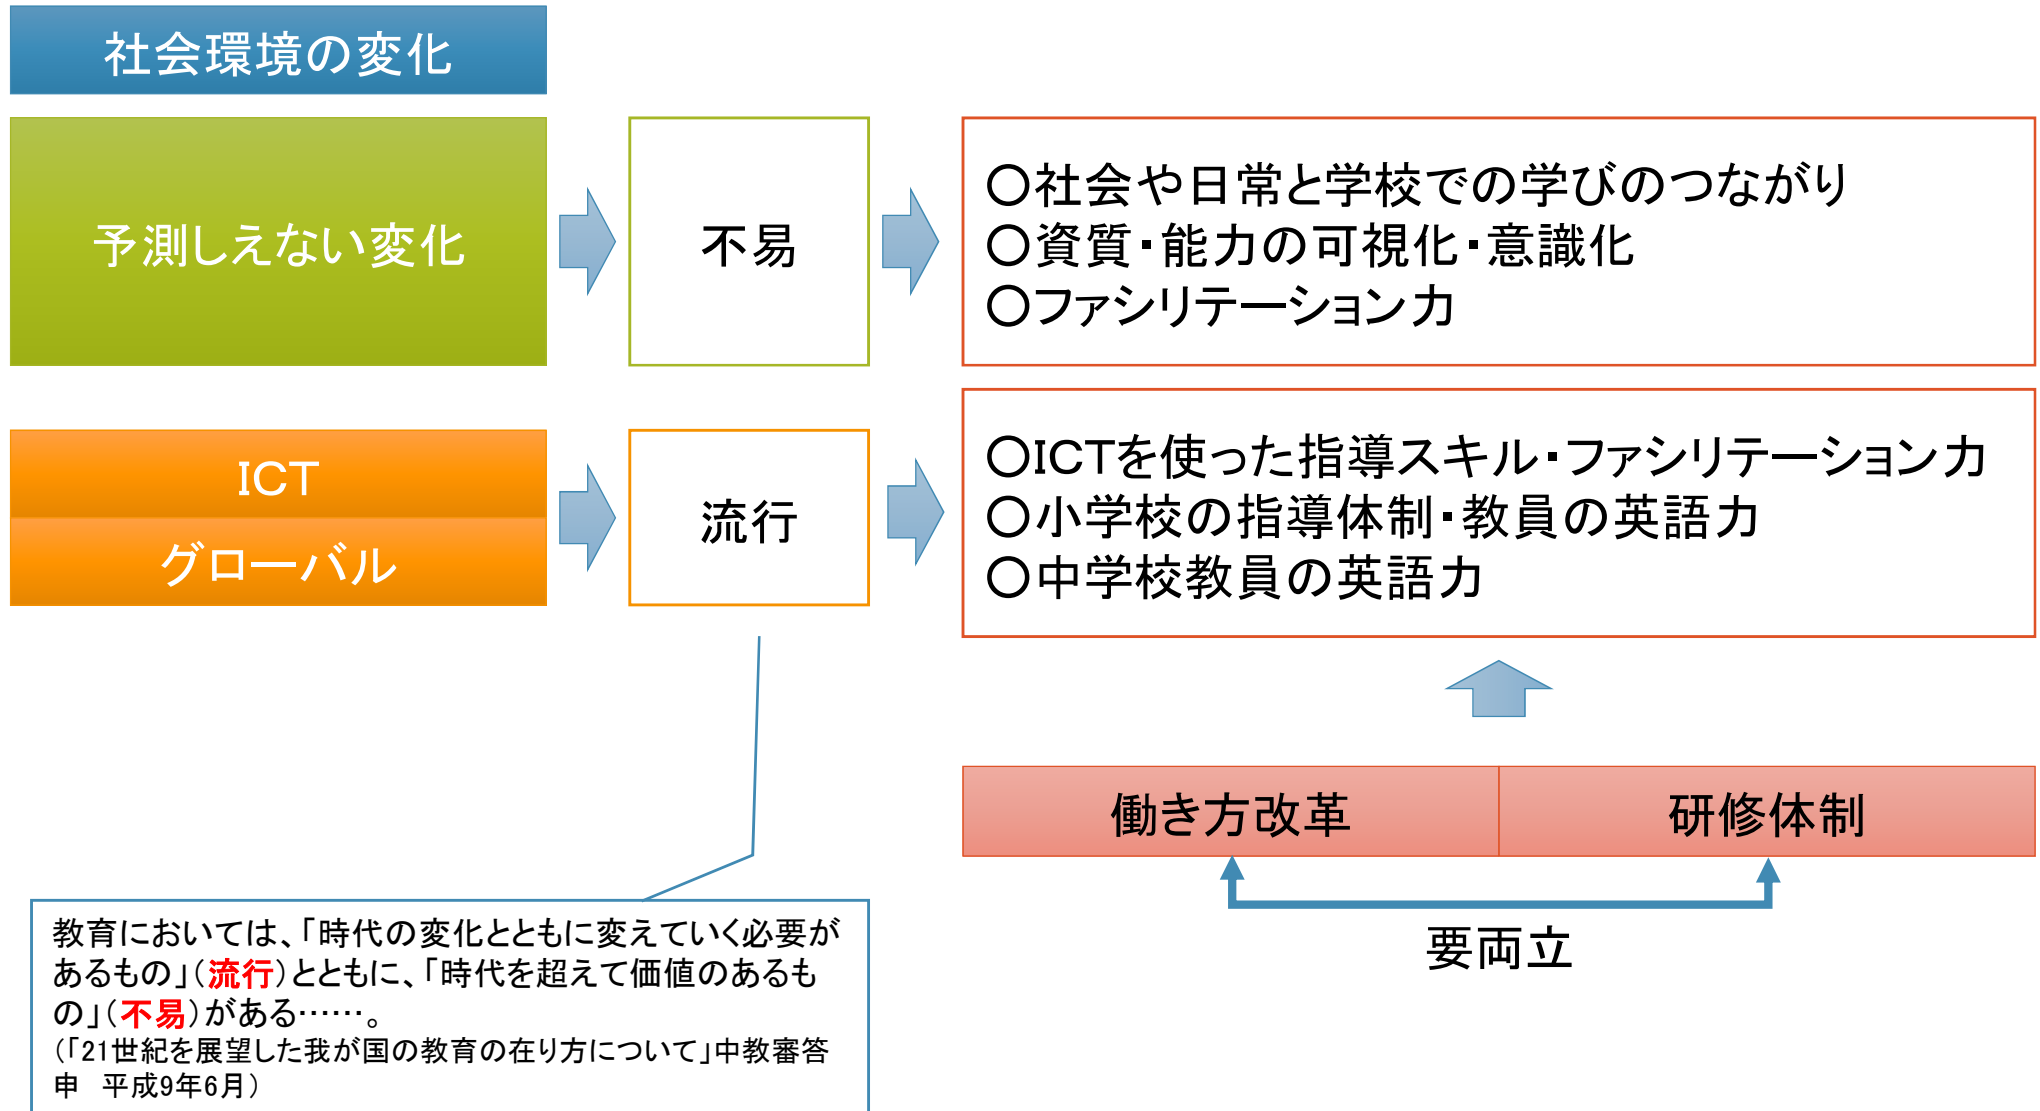 社会環境の変化
予測しえない変化
不易
○社会や日常と学校での学びのつながり
○資質・能力の可視化・意識化
○ファシリテーション力
ICT
グローバル
流行
○ICTを使った指導スキル・ファシリテーション力
○小学校の指導体制・教員の英語力
○中学校教員の英語力
働き方改革
研修体制
要両立
教育においては、「時代の変化とともに変えていく必要が
あるもの」（流行）とともに、「時代を超えて価値のあるも
の」（不易）がある……。
（「21世紀を展望した我が国の教育の在り方について」中教審答
申　平成9年6月）